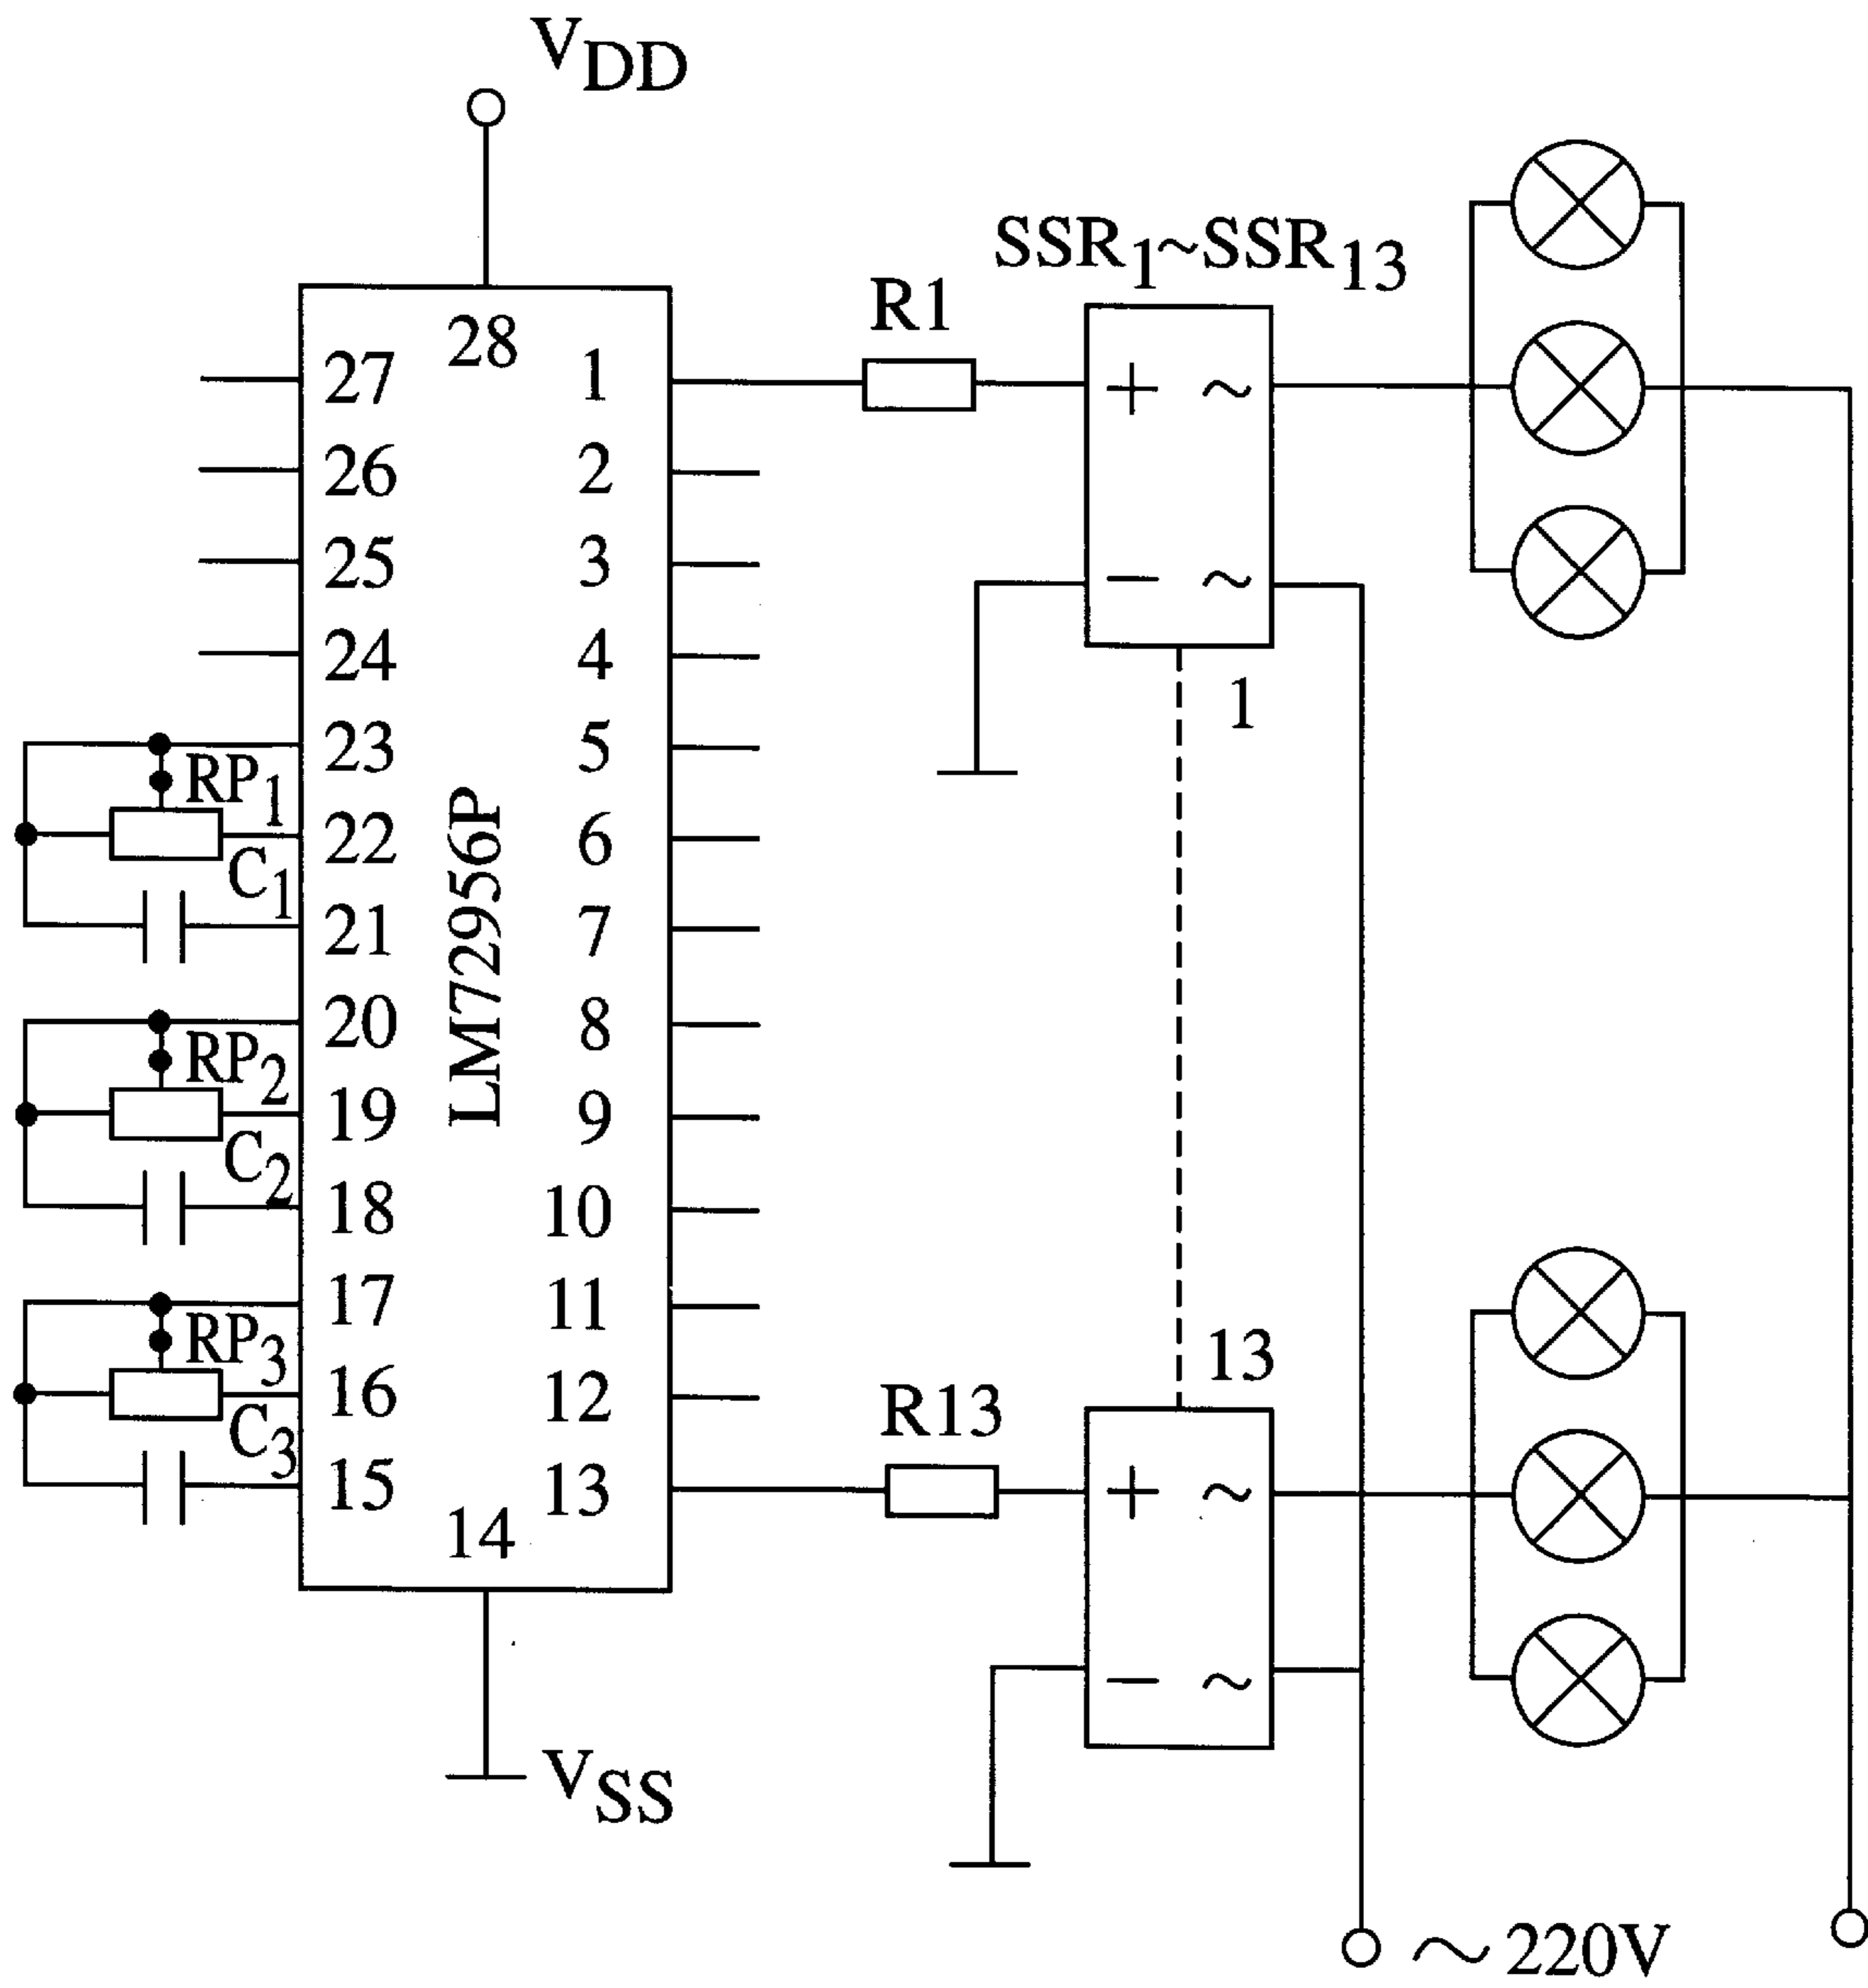 VDD
SSR1~SSR13
R1
28
27
1
+ ~
26
2
25
3
- ~
24
4
1
23
5
RP1
22
6
C1
21
7
LM72956P
20
8
RP2
19
9
C2
18
10
17
11
RP3
13
16
12
R13
C3
15
13
+ ~
14
- ~
VSS
~220V